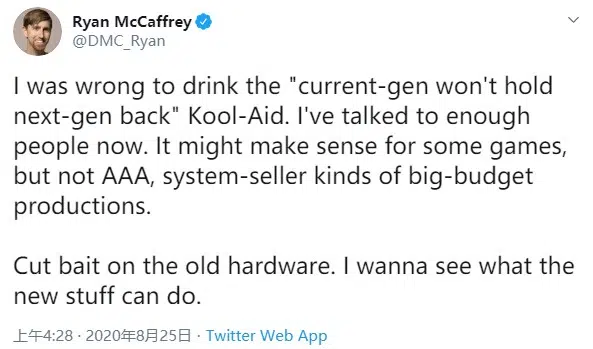 Ryan McCaffrey
@DMC_Ryan
I was wrong to drink the "current-gen won't hold
next-gen back" Kool-Aid. I've talked to enough
people now. It might make sense for some games,
but not AAA, system-seller kinds of big-budget
productions.
Cut bait on the old hardware. I wanna see what the
new stuff can do.
上午4:28 · 2020年8月25日 · Twitter Web App